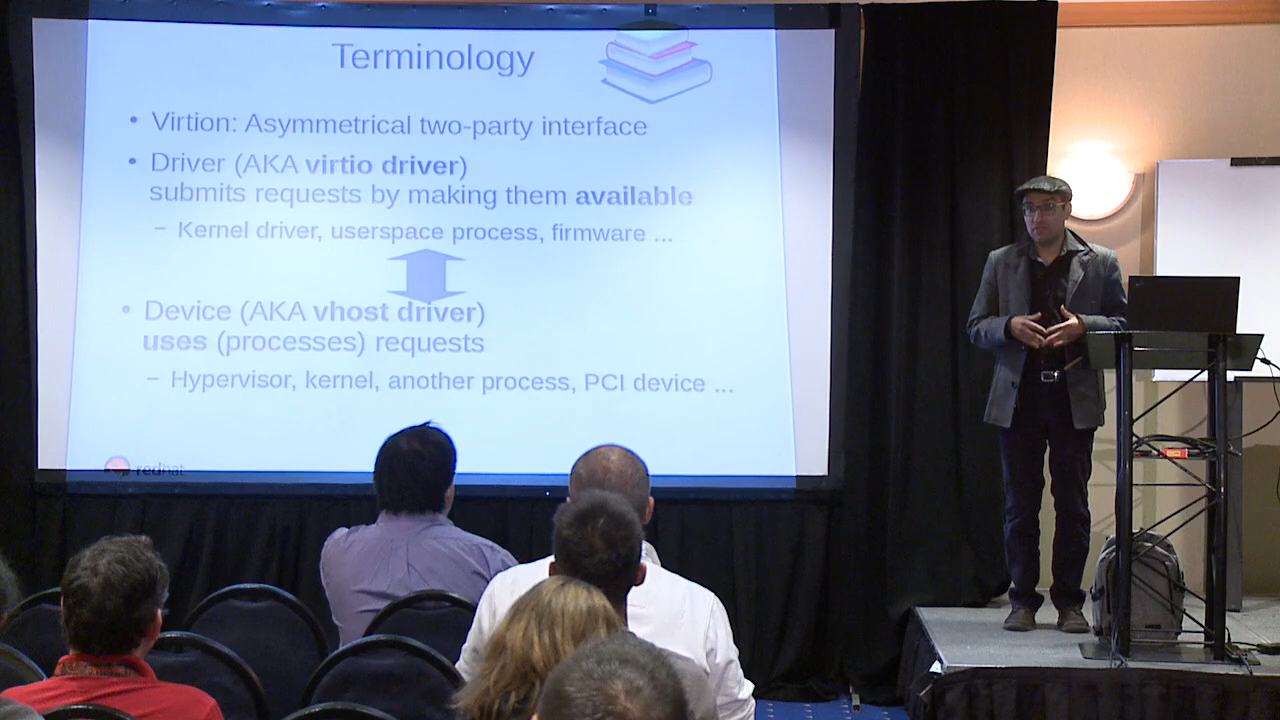 Terminology
• Virtion: Asymmetrical two-party interface
• Driver (AKA virtio driver)
submits requests by making them available
– Kernel driver, userspace process, firmware ...
• Device (AKA vhost driver)
uses (processes) requests
– Hypervisor, kernel, another process, PCI device ...
redhat